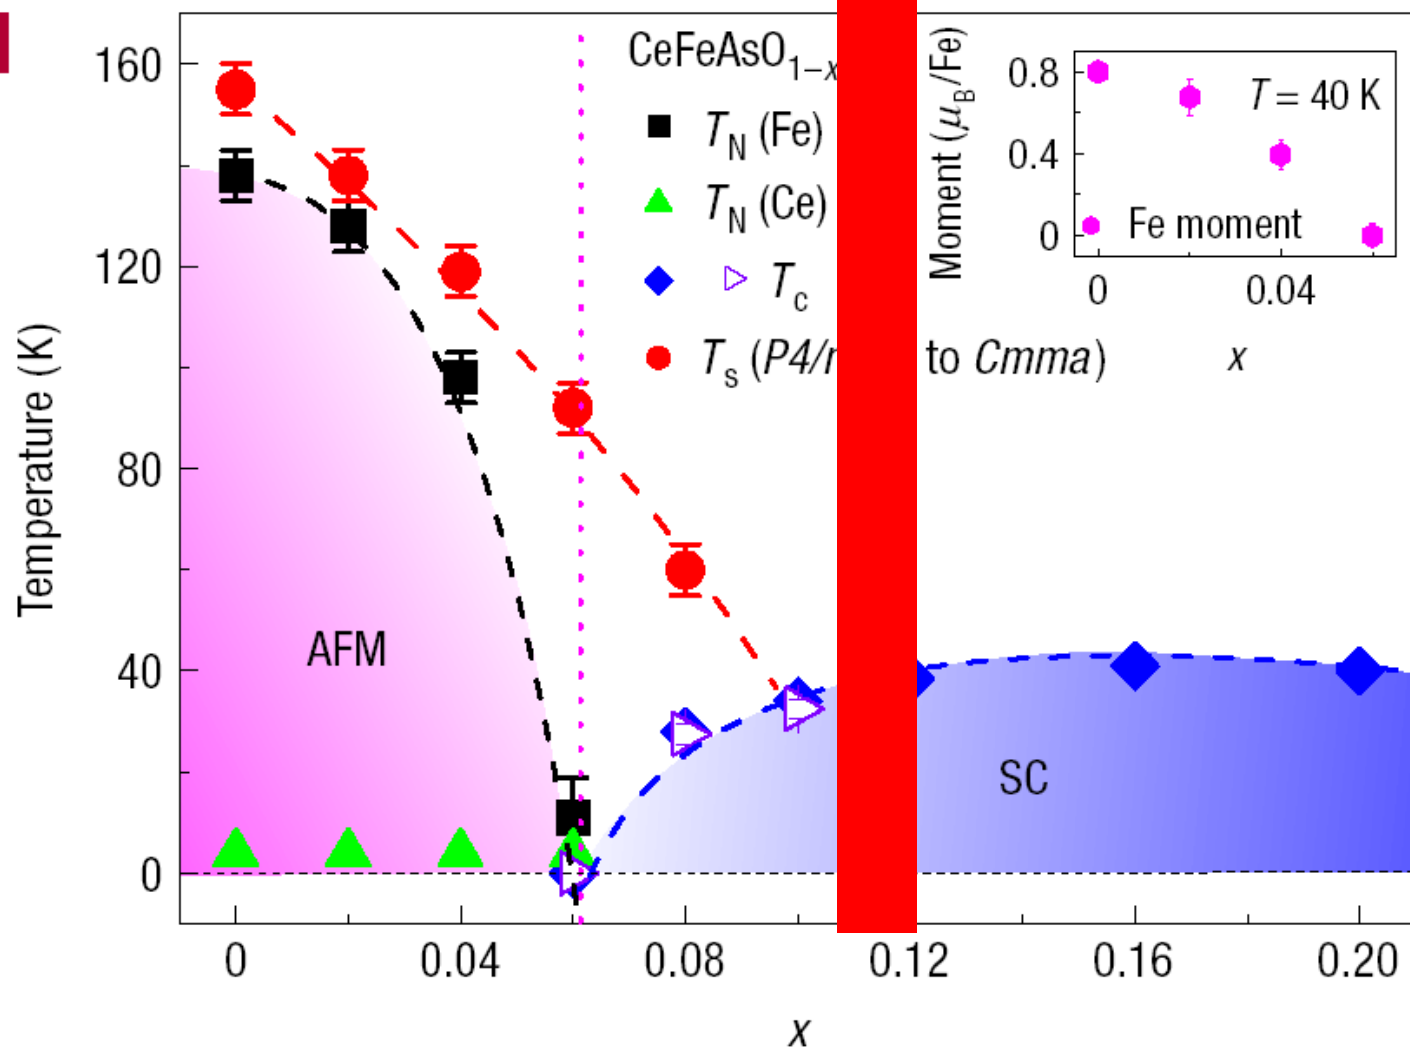 160
120
80
40
0
Temperature (K)
CeFeAsO1–x
TN (Fe)
TN (Ce)
Tc
Ts (P4/
to Cmma)
AFM
SC
0
0.04
0.08
0.12
0.16
0.20
x
Moment (μB/Fe)
0.8
0.4
0
T = 40 K
Fe moment
0
0.04
x